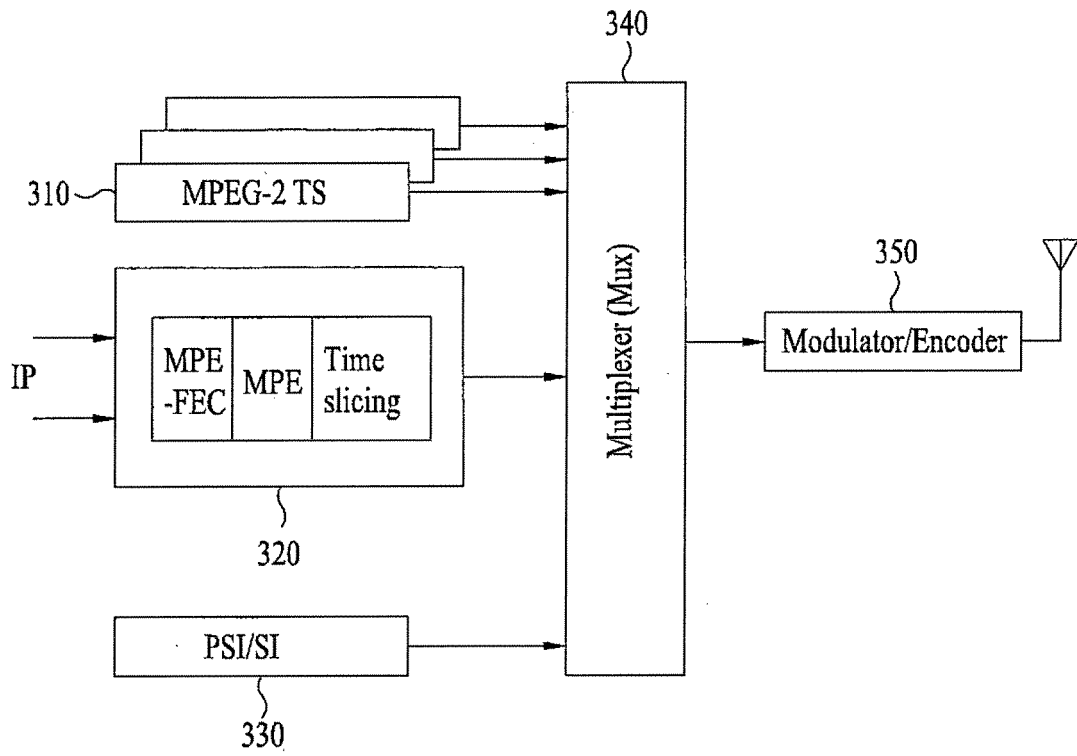 340
310
MPEG-2 TS
IP
MPE
-FEC
MPE
Time
slicing
320
PSI/SI
330
Multiplexer (Mux)
350
Modulator/Encoder